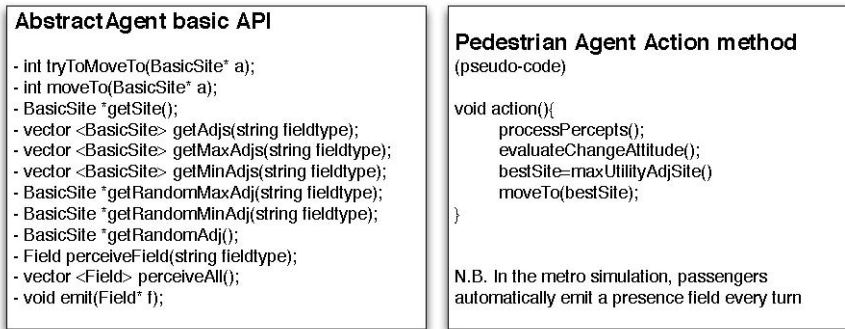 AbstractAgent basic API
- int tryToMoveTo(BasicSite* a);
- int moveTo(BasicSite* a);
- BasicSite *getSite();
- vector <BasicSite> getAdjs(string fieldtype);
- vector <BasicSite> getMaxAdjs(string fieldtype);
- vector <BasicSite> getMinAdjs(string fieldtype);
- BasicSite *getRandomMaxAdj(string fieldtype);
- BasicSite *getRandomMinAdj(string fieldtype);
- BasicSite *getRandomAdj();
- Field perceiveField(string fieldtype);
- vector <Field> perceiveAll();
- void emit(Field* f);
Pedestrian Agent Action method
(pseudo-code)
void action(){
processPercepts();
evaluateChangeAttitude();
bestSite=maxUtilityAdjSite()
moveTo(bestSite);
}
N.B. In the metro simulation, passengers
automatically emit a presence field every turn